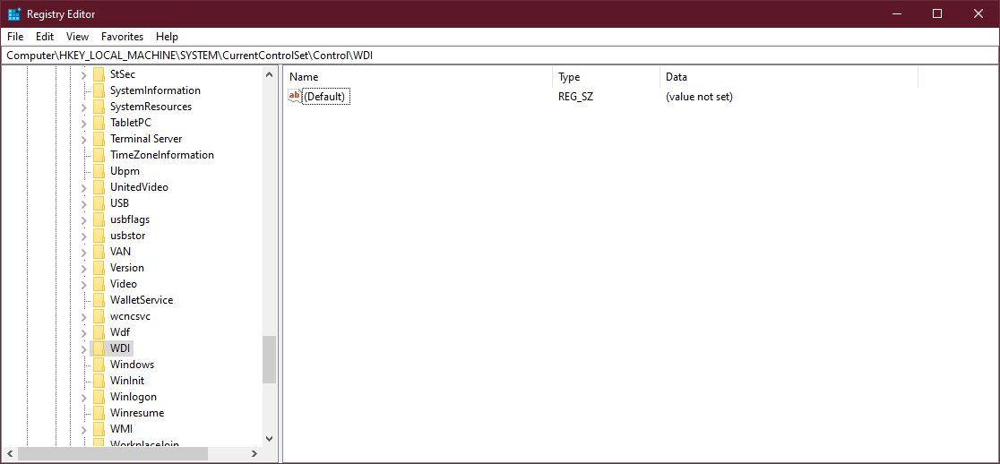 Registry Editor
File Edit View Favorites Help
Computer\HKEY_LOCAL_MACHINE\SYSTEM\CurrentControlSet\Control\WDI
StSec
SystemInformation
SystemResources
TabletPC
Terminal Server
TimeZoneInformation
Ubpm
UnitedVideo
USB
usbflags
usbstor
VAN
Version
Video
WalletService
wcncsvc
Wdf
WDI
Windows
WinInit
Winlogon
Winresume
WMI
WorkplaceJoin
Name Type Data
ab (Default) REG_SZ (value not set)